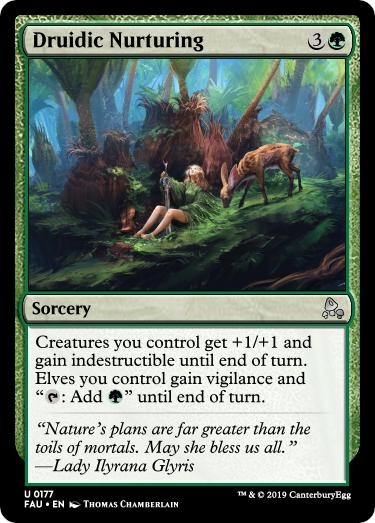 Druidic Nurturing 3
Sorcery
Creatures you control get +1/+1 and
gain indestructible until end of turn.
Elves you control gain vigilance and
“: Add ” until end of turn.
“Nature’s plans are far greater than the
toils of mortals. May she bless us all.”
—Lady Ilyrana Glyris
U 0177
FAU • EN Thomas Chamberlain
™ & © 2019 CanterburyEgg